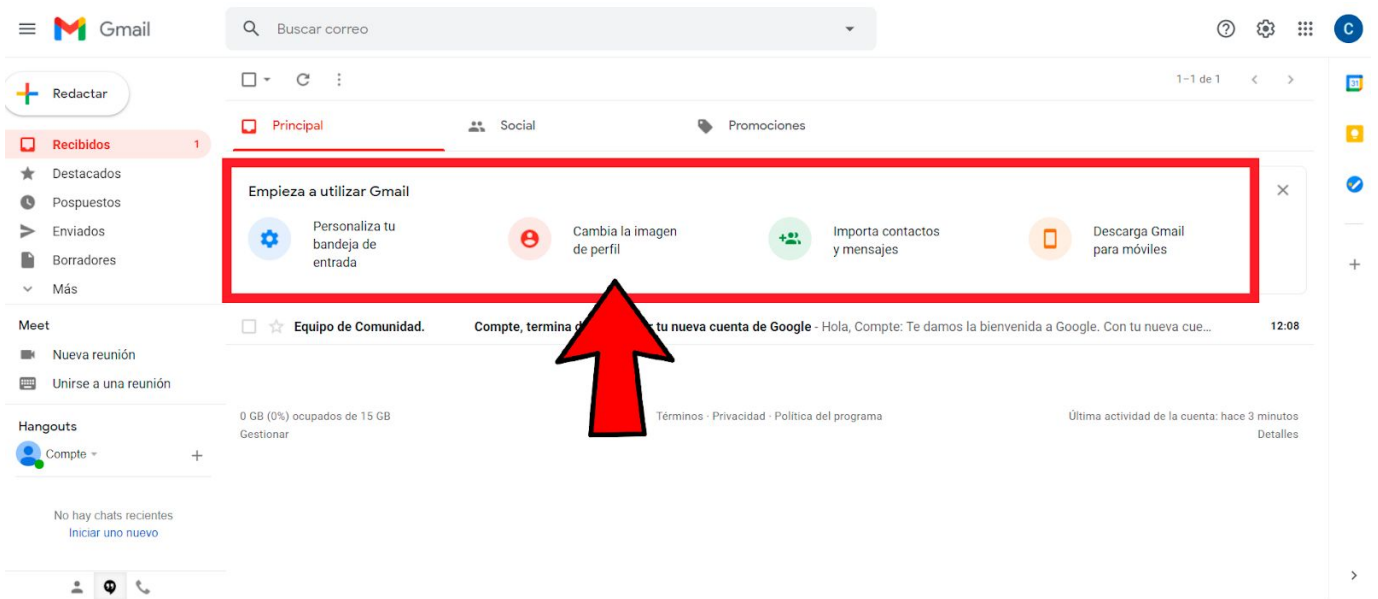 Gmail
Buscar correo
C
Redactar
1-1 de 1
31
Principal
Social
Promociones
Recibidos 1
Destacados
Pospuestos
Enviados
Borradores
Más
Empieza a utilizar Gmail
Personaliza tu
bandeja de
entrada
Cambia la imagen
de perfil
Importa contactos
y mensajes
Descarga Gmail
para móviles
Equipo de Comunidad. Compte, termina tu nueva cuenta de Google - Hola, Compte: Te damos la bienvenida a Google. Con tu nueva cue... 12:08
Meet
Nueva reunión
Unirse a una reunión
0 GB (0%) ocupados de 15 GB
Gestionar
Términos · Privacidad · Política del programa
Última actividad de la cuenta: hace 3 minutos
Detalles
Hangouts
Compte
No hay chats recientes
Iniciar uno nuevo